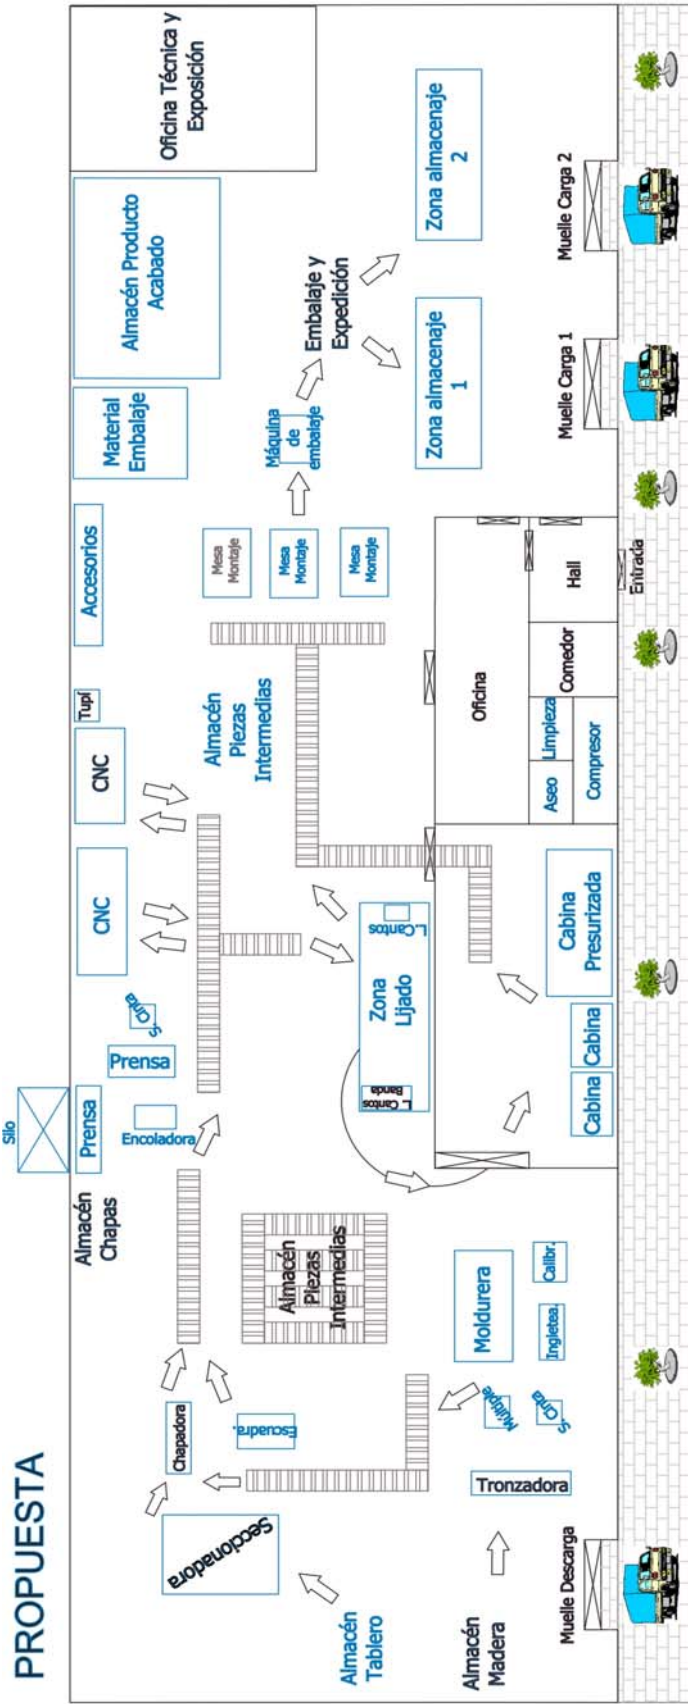 PROPUESTA
Silo
Almacén
Chapas
Prensa
Encoladora
Prensa
S. Cinta
CNC
CNC
Tupí
Accesorios
Material
Embalaje
Almacén Producto
Acabado
Oficina Técnica y
Exposición
Seccionadora
Chapadora
Escuadra.
Almacén
Piezas
Intermedias
Almacén
Piezas
Intermedias
Mesa
Montaje
Mesa
Montaje
Mesa
Montaje
Máquina
de
embalaje
Embalaje y
Expedición
Zona almacenaje
1
Zona almacenaje
2
Almacén
Tablero
Almacén
Madera
Tronzadora
Múltiple
S. Cinta
Moldurera
Ingletea.
Calibr.
L. Cantos
Banda
Zona
Lijado
L. Cantos
Cabina
Cabina
Cabina
Presurizada
Oficina
Aseo
Limpieza
Compresor
Comedor
Hall
Entrada
Muelle Descarga
Muelle Carga 1
Muelle Carga 2